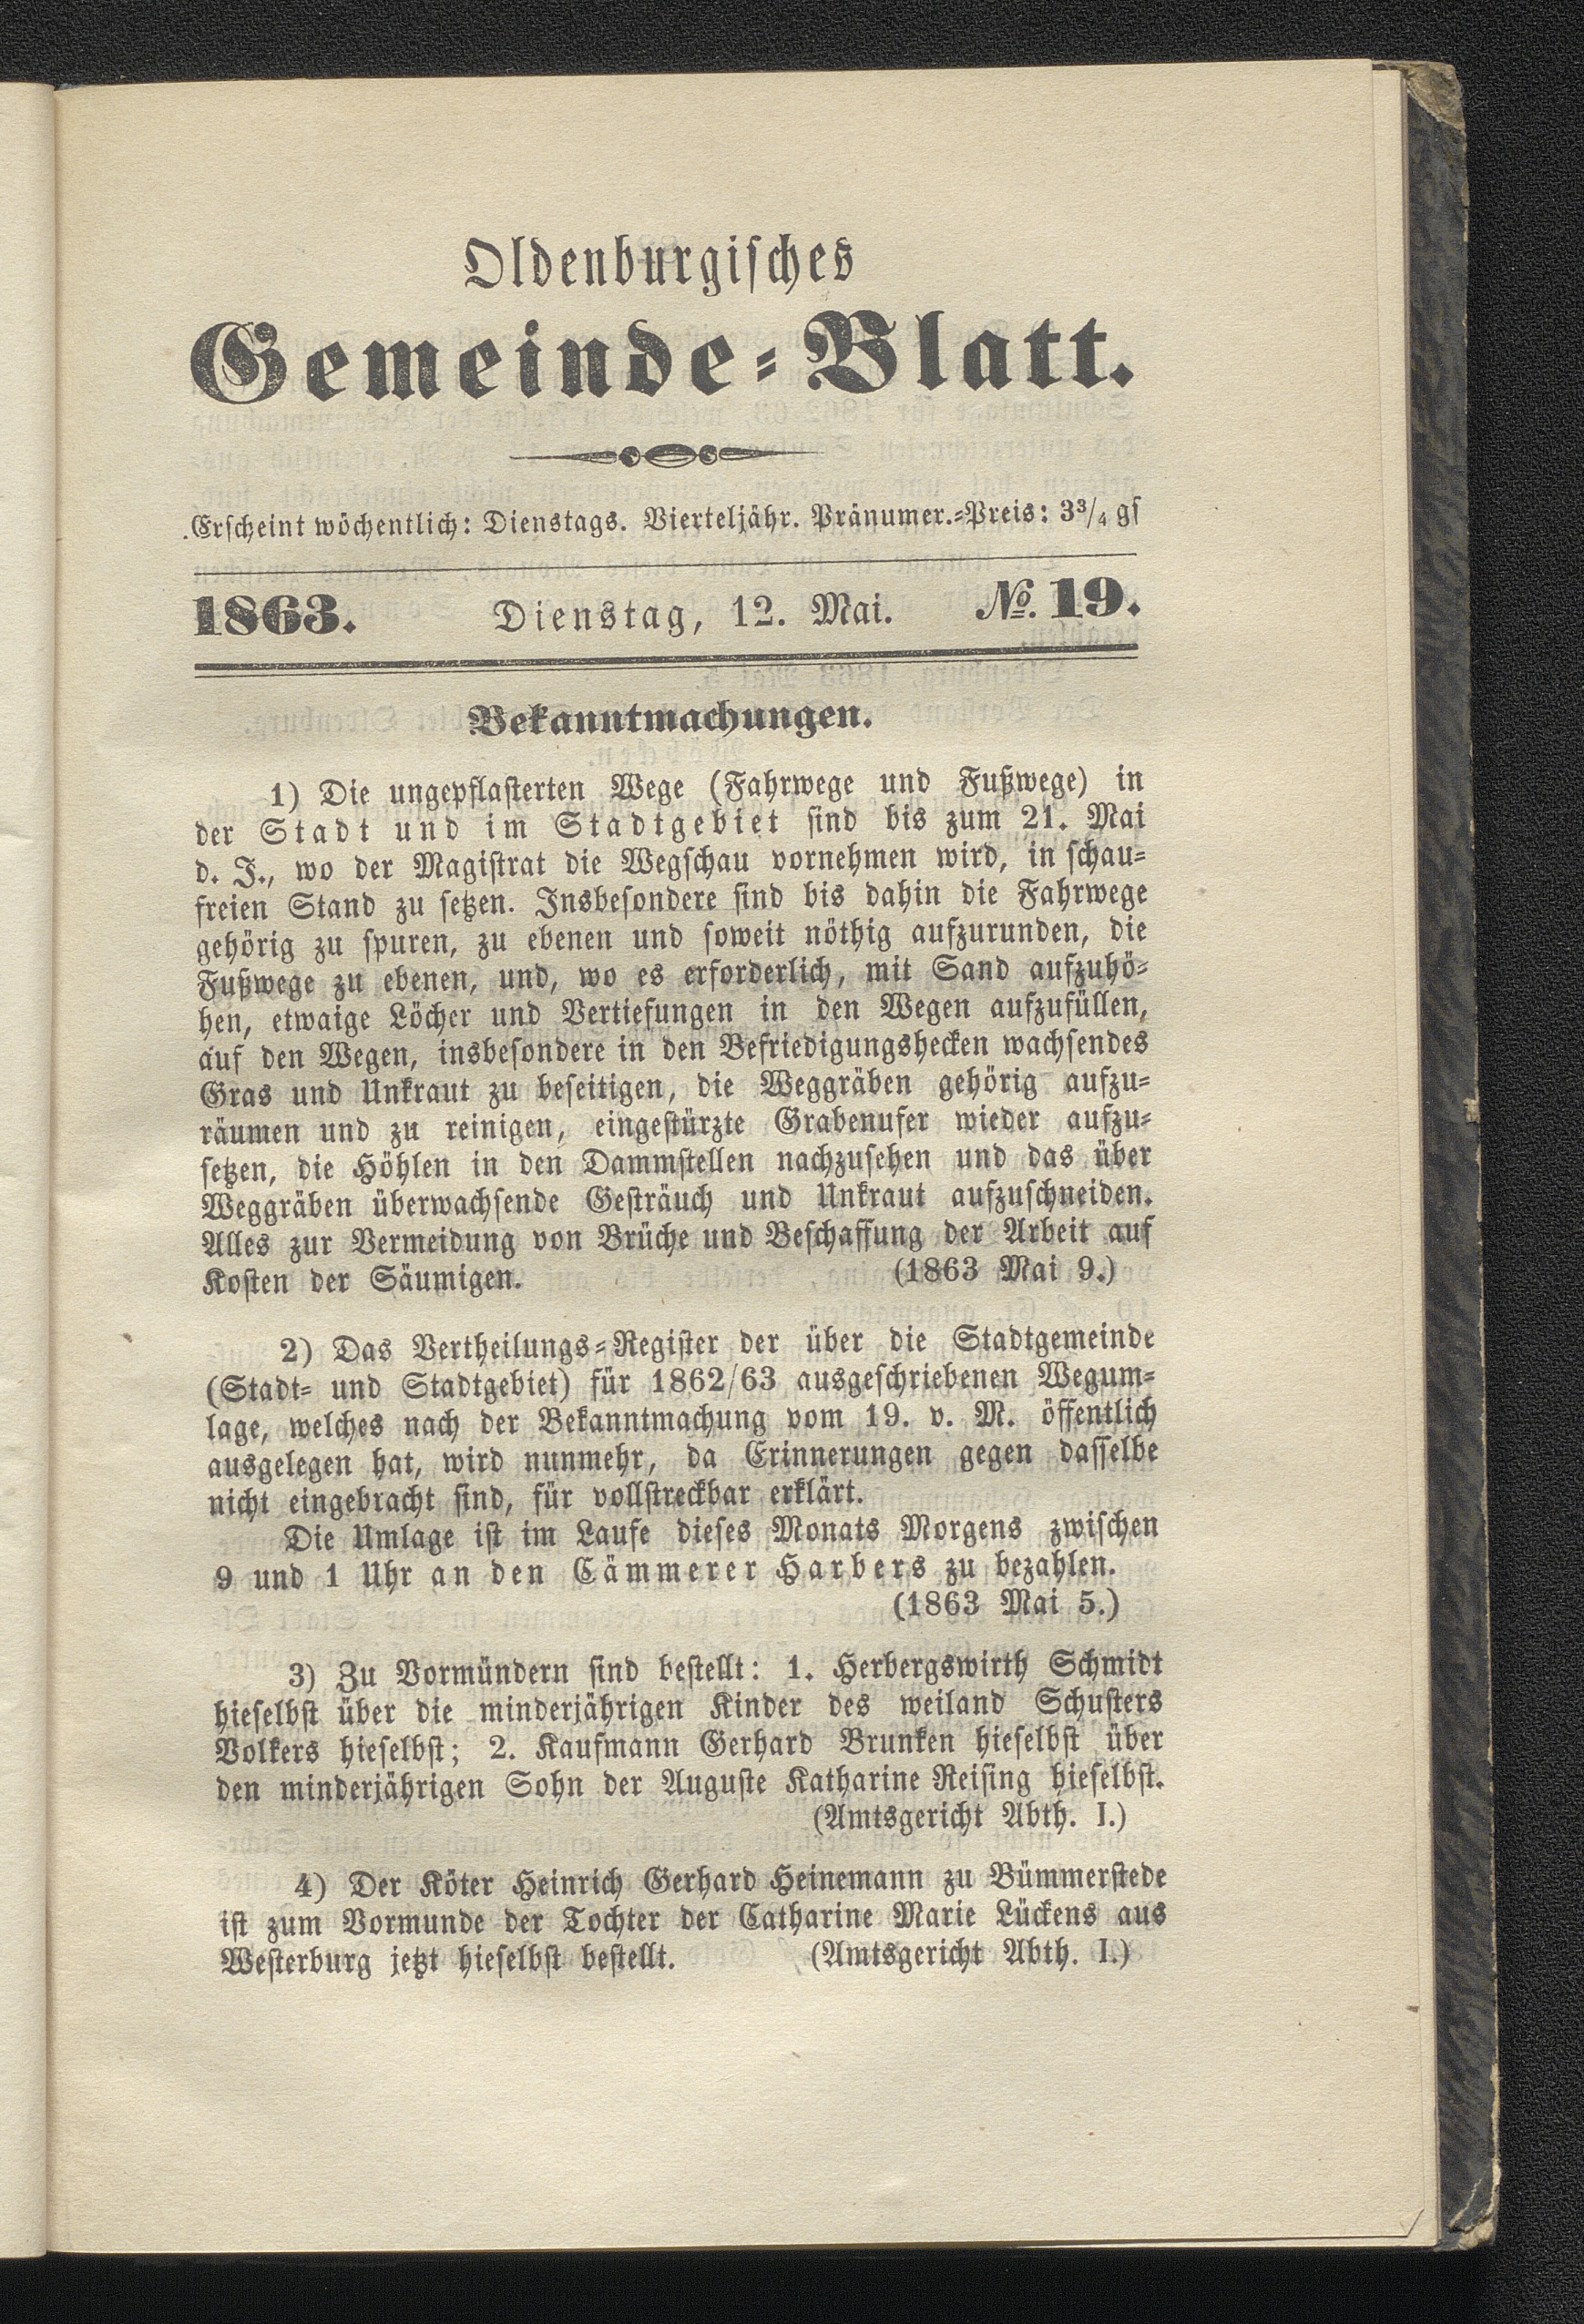 Oldenburgisches
Gemeinde-Blatt.
Erscheint wöchentlich: Dienstags. Vierteljähr. Pränumer.-Preis: 3¾ gs
1863. Dienstag, 12. Mai. №. 19.
Bekanntmachungen.
1) Die ungepflasterten Wege (Fahrwege und Fußwege) in
der Stadt und im Stadtgebiet sind bis zum 21. Mai
d. J., wo der Magistrat die Wegschau vornehmen wird, in schau-
freien Stand zu setzen. Insbesondere sind bis dahin die Fahrwege
gehörig zu spuren, zu ebenen und soweit nöthig aufzurunden, die
Fußwege zu ebenen, und, wo es erforderlich, mit Sand aufzuhö-
hen, etwaige Löcher und Vertiefungen in den Wegen aufzufüllen,
auf den Wegen, insbesondere in den Befriedigungshecken wachsendes
Gras und Unkraut zu beseitigen, die Weggräben gehörig aufzu-
räumen und zu reinigen, eingestürzte Grabenufer wieder aufzu-
setzen, die Höhlen in den Dammstellen nachzusehen und das über
Weggräben überwachsende Gesträuch und Unkraut aufzuschneiden.
Alles zur Vermeidung von Brüche und Beschaffung der Arbeit auf
Kosten der Säumigen. (1863 Mai 9.)
2) Das Vertheilungs-Register der über die Stadtgemeinde
(Stadt- und Stadtgebiet) für 1862/63 ausgeschriebenen Wegum-
lage, welches nach der Bekanntmachung vom 19. v. M. öffentlich
ausgelegen hat, wird nunmehr, da Erinnerungen gegen dasselbe
nicht eingebracht sind, für vollstreckbar erklärt.
Die Umlage ist im Laufe dieses Monats Morgens zwischen
9 und 1 Uhr an den Cämmerer Harbers zu bezahlen.
(1863 Mai 5.)
3) Zu Vormündern sind bestellt: 1. Herbergswirth Schmidt
hieselbst über die minderjährigen Kinder des weiland Schusters
Volkers hieselbst; 2. Kaufmann Gerhard Brunken hieselbst über
den minderjährigen Sohn der Auguste Katharine Reising hieselbst.
(Amtsgericht Abth. I.)
4) Der Köter Heinrich Gerhard Heinemann zu Bümmerstede
ist zum Vormunde der Tochter der Catharine Marie Lückens aus
Westerburg jetzt hieselbst bestellt. (Amtsgericht Abth. I.)